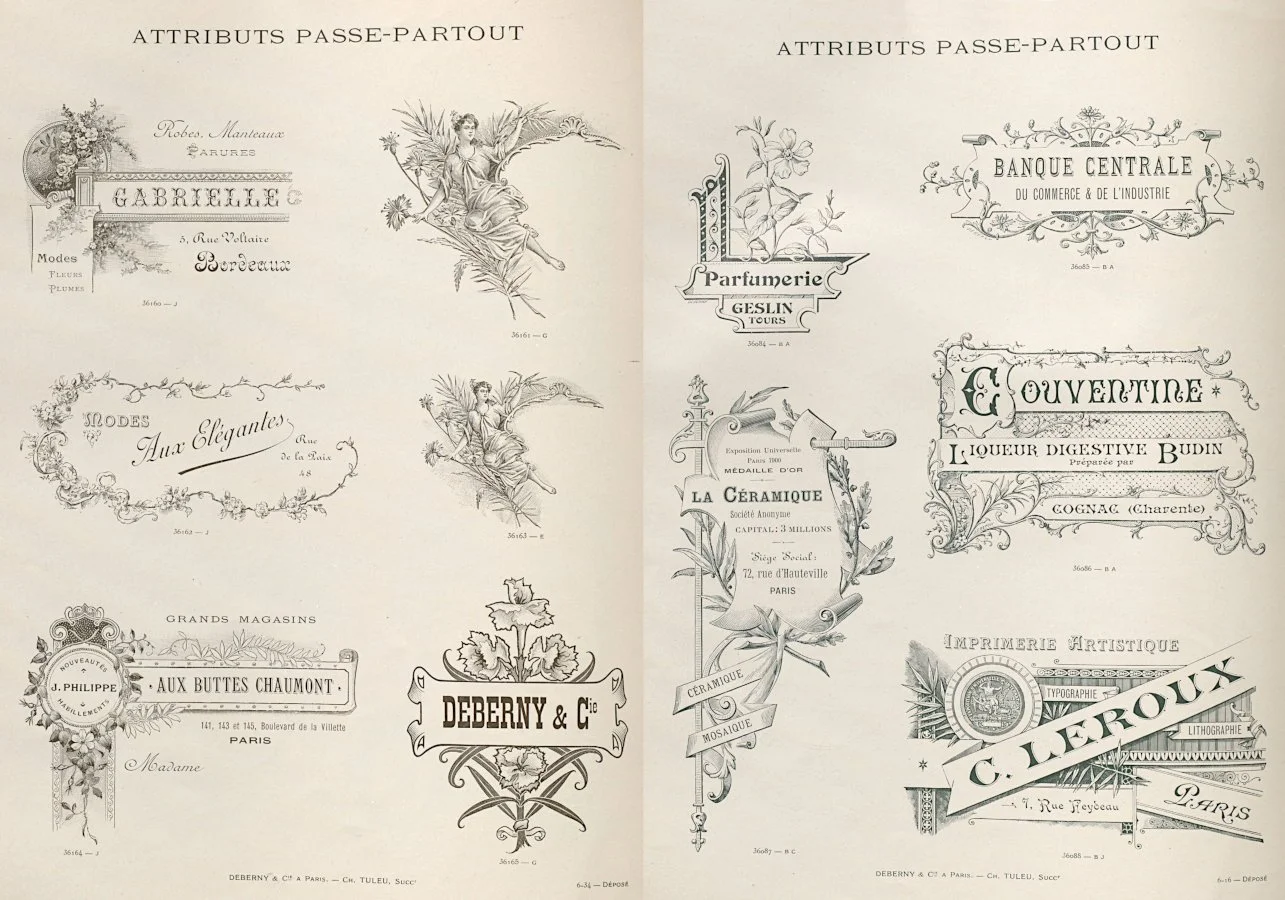 ATTRIBUTS PASSE-PARTOUT
Robes, Manteaux
PARURES
GABRIELLE
5, Rue Voltaire
Bordeaux
Modes
FLEURS
PLUMES
36160 — J
36161 — G
MODES
Aux Elégantes
Rue
de la Paix
48
36162 — J
36163 — E
GRANDS MAGASINS
NOUVEAUTÉS
J. PHILIPPE
HABILLEMENTS
· AUX BUTTES CHAUMONT ·
141, 143 et 145, Boulevard de la Villette
PARIS
Madame
36164 — J
DEBERNY & Cie
36165 — G
DEBERNY & Cie A PARIS. — CH. TULEU, SUCCr
6-34 — DÉPOSÉ
ATTRIBUTS PASSE-PARTOUT
Parfumerie
GESLIN
TOURS
36084 — B A
BANQUE CENTRALE
DU COMMERCE & DE L'INDUSTRIE
36085 — B A
Exposition Universelle
Paris 1900
MÉDAILLE D'OR
LA CÉRAMIQUE
Société Anonyme
CAPITAL: 3 MILLIONS
Siège Social:
72, rue d'Hauteville
PARIS
CÉRAMIQUE
MOSAIQUE
36087 — B C
COUVENTINE
LIQUEUR DIGESTIVE BUDIN
Préparée par
COGNAC (Charente)
36086 — B A
IMPRIMERIE ARTISTIQUE
TYPOGRAPHIE
LITHOGRAPHIE
C. LEROUX
7, Rue Feydeau
PARIS
36088 — B J
DEBERNY & Cie A PARIS. — CH. TULEU, SUCCr
6-16 — DÉPOSÉ